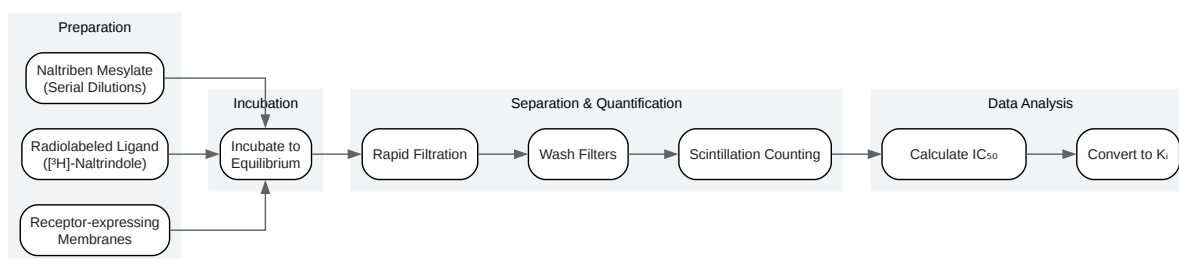 Preparation
Naltriben Mesylate
(Serial Dilutions)
Radiolabeled Ligand
([³H]-Naltrindole)
Receptor-expressing
Membranes
Incubation
Incubate to
Equilibrium
Separation & Quantification
Rapid Filtration
Wash Filters
Scintillation Counting
Data Analysis
Calculate IC₅₀
Convert to Kᵢ